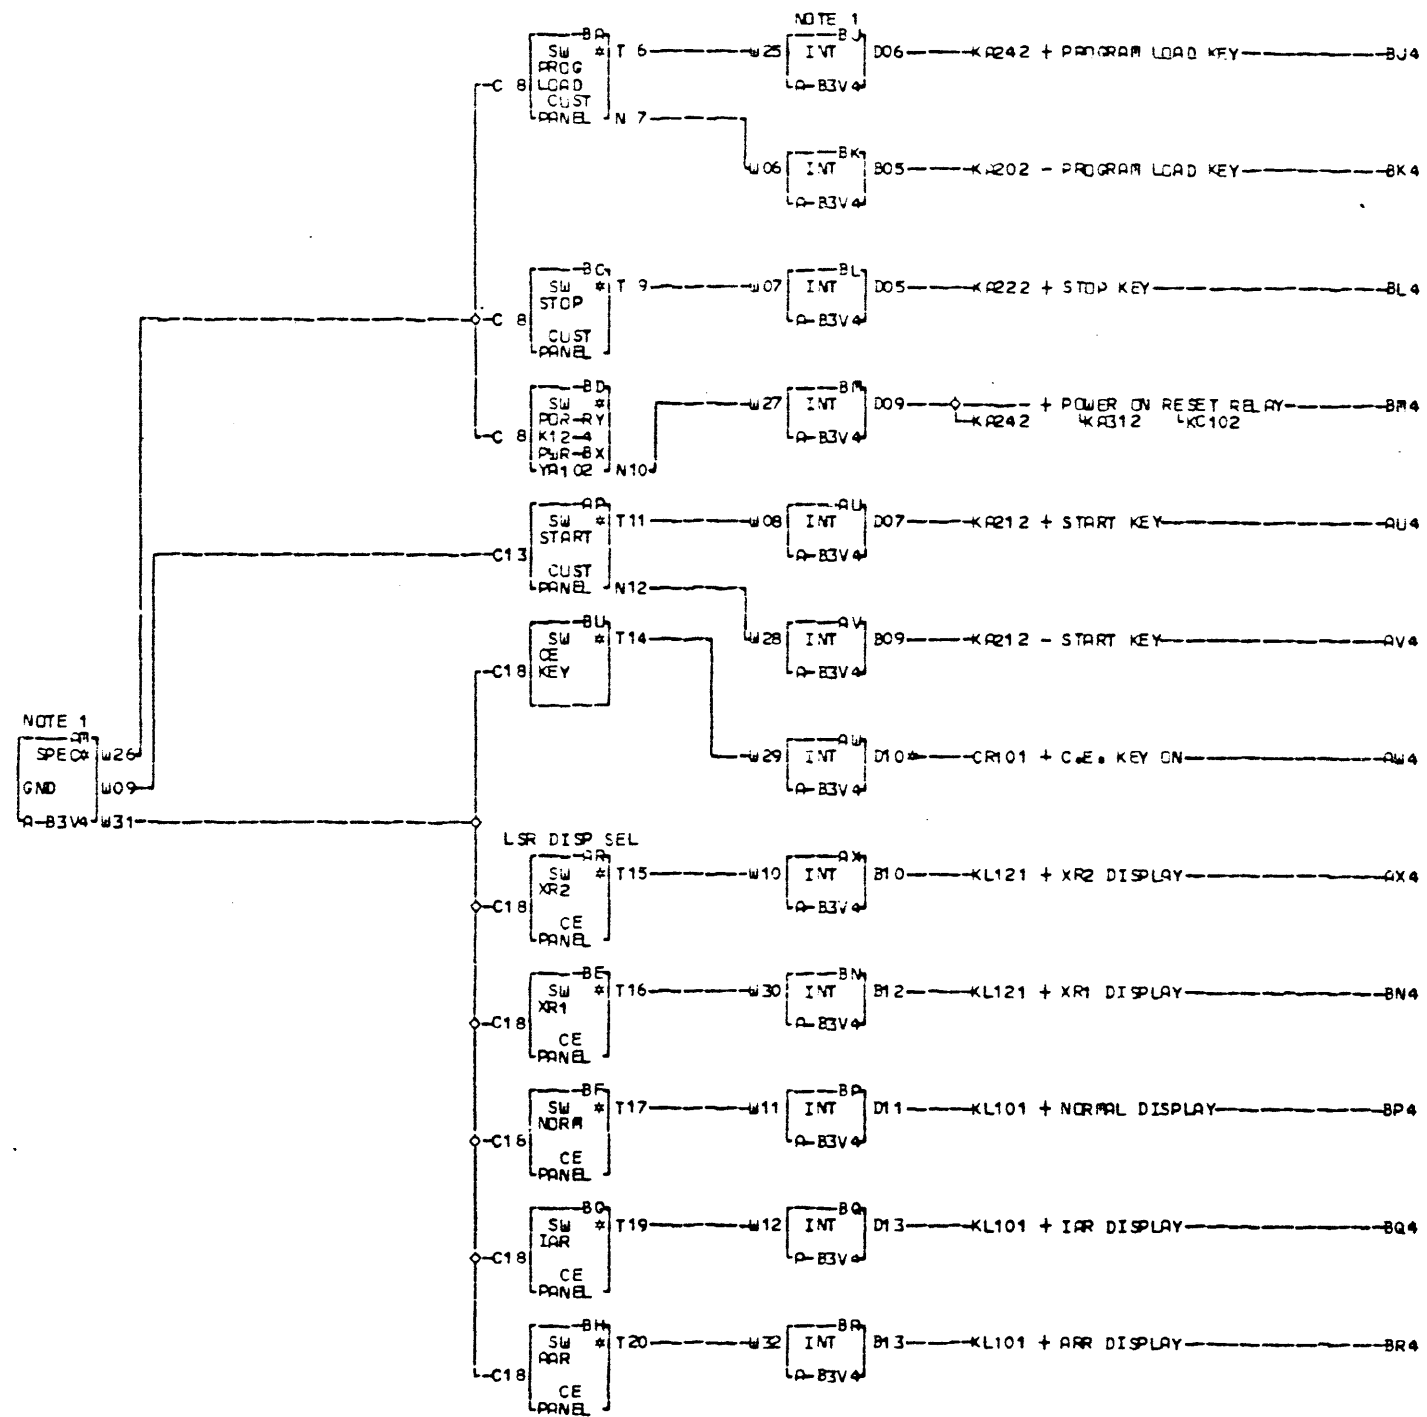 NOTE 1
BA BJ
SW * T 6 W25 INT D06 KA242 + PROGRAM LOAD KEY BJ4
PROG
C 8 LOAD A-B3V4
CUST
PANEL N 7
BK
W06 INT B05 KA202 - PROGRAM LOAD KEY BK4
A-B3V4
BC BL
SW * T 9 W07 INT D05 KA222 + STOP KEY BL4
STOP
C 8 A-B3V4
CUST
PANEL
BD BM
SW * W27 INT D09 + POWER ON RESET RELAY BM4
POR-RY KA242 KA312 KC102
C 8 K12-4 A-B3V4
PWR-BX
YA102 N10
AP AU
SW * T11 W08 INT D07 KA212 + START KEY AU4
START
C13 A-B3V4
CUST
PANEL N12
BU AV
SW * T14 W28 INT B09 KA212 - START KEY AV4
CE
C18 KEY A-B3V4
NOTE 1
AM AW
SPEC* W26 W29 INT D10* CR101 + C.E. KEY ON AW4
GND W09 A-B3V4
A-B3V4 W31
LSR DISP SEL
AR AX
SW * T15 W10 INT B10 KL121 + XR2 DISPLAY AX4
XR2
C18 A-B3V4
CE
PANEL
BE BN
SW * T16 W30 INT B12 KL121 + XR1 DISPLAY BN4
XR1
C18 A-B3V4
CE
PANEL
BF BP
SW * T17 W11 INT D11 KL101 + NORMAL DISPLAY BP4
NORM
C18 A-B3V4
CE
PANEL
BG BQ
SW * T19 W12 INT D13 KL101 + IAR DISPLAY BQ4
IAR
C18 A-B3V4
CE
PANEL
BH BR
SW * T20 W32 INT B13 KL101 + ARR DISPLAY BR4
AAR
C18 A-B3V4
CE
PANEL